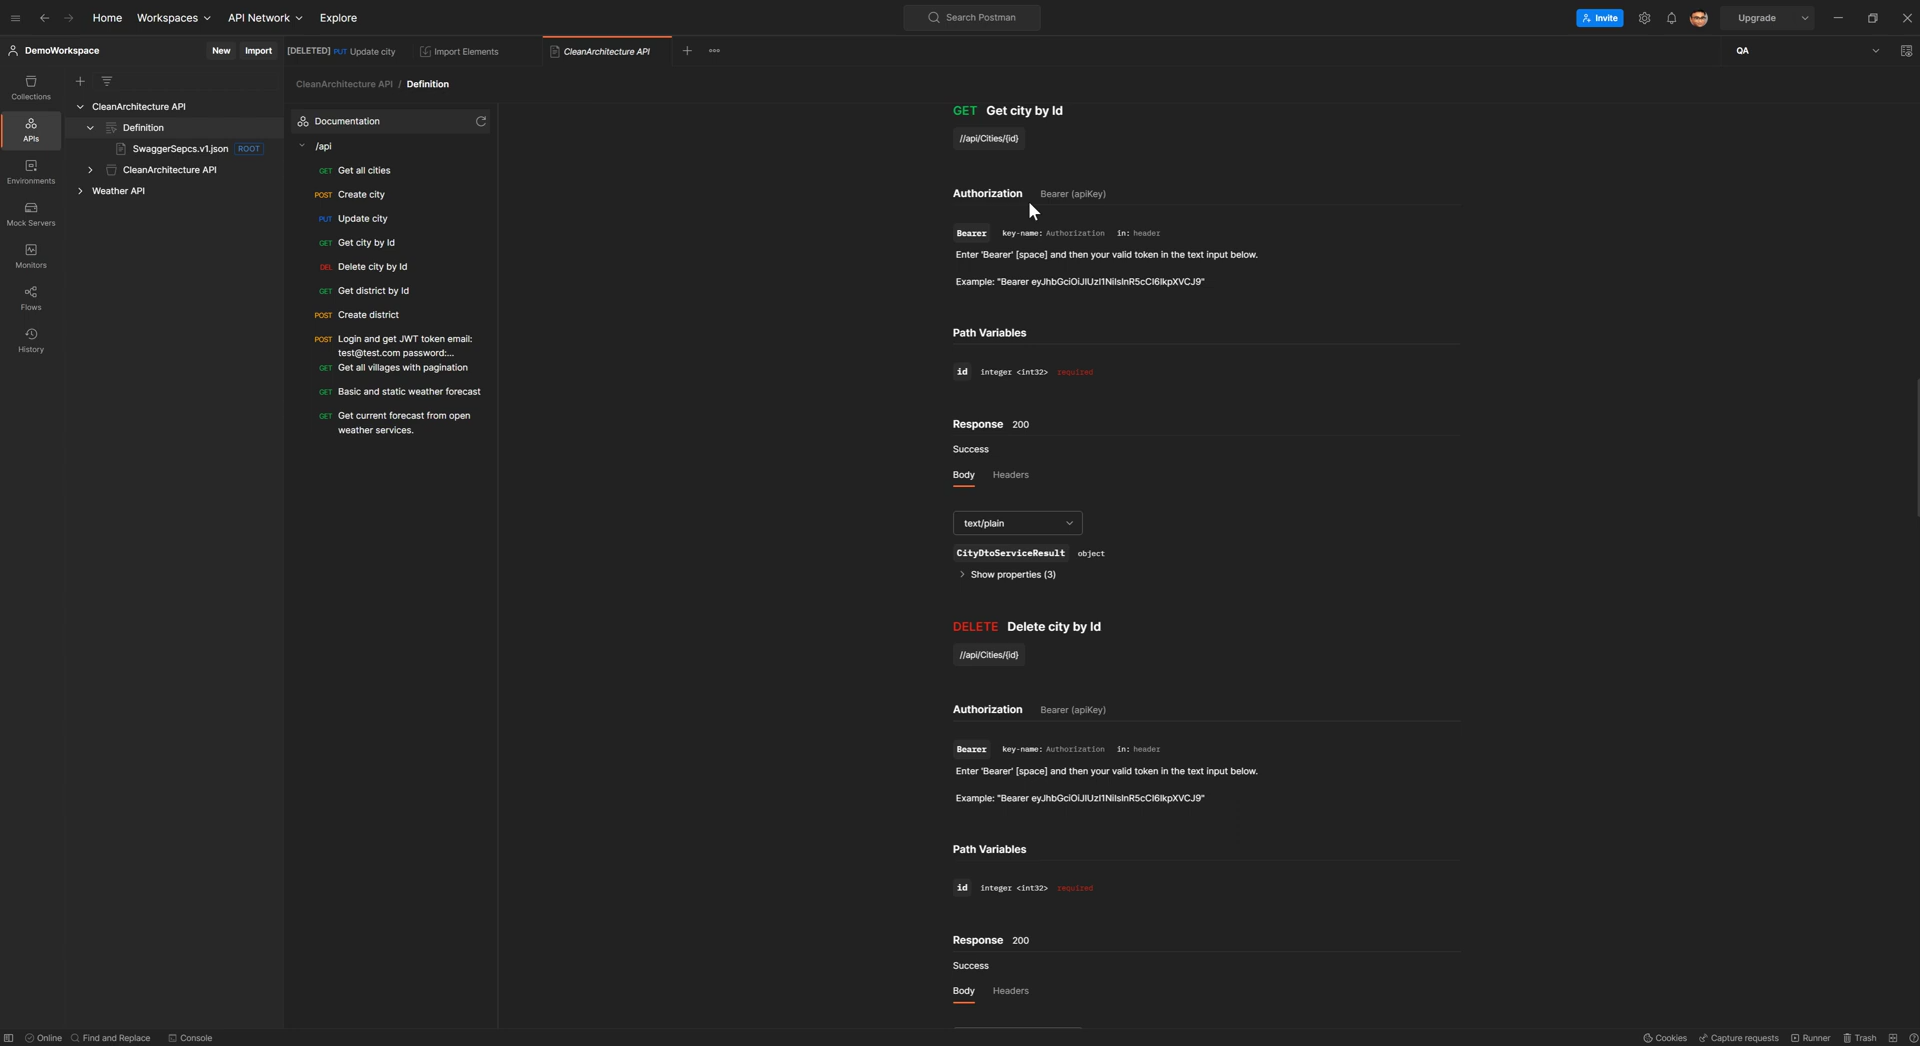 Home Workspaces API Network Explore Search Postman Invite Upgrade
DemoWorkspace New Import [DELETED] PUT Update city Import Elements CleanArchitecture API QA
CleanArchitecture API / Definition
Collections
APIs
Environments
Mock Servers
Monitors
Flows
History
CleanArchitecture API
Definition
SwaggerSepcs.v1.json ROOT
CleanArchitecture API
Weather API
Documentation
/api
GET Get all cities
POST Create city
PUT Update city
GET Get city by Id
DEL Delete city by Id
GET Get district by Id
POST Create district
POST Login and get JWT token email:
test@test.com password:...
GET Get all villages with pagination
GET Basic and static weather forecast
GET Get current forecast from open
weather services.
GET Get city by Id
//api/Cities/{id}
Authorization Bearer (apiKey)
Bearer key-name: Authorization in: header
Enter 'Bearer' [space] and then your valid token in the text input below.
Example: "Bearer eyJhbGciOiJIUzI1NiIsInR5cCI6IkpXVCJ9"
Path Variables
id integer <int32> required
Response 200
Success
Body Headers
text/plain
CityDtoServiceResult object
Show properties (3)
DELETE Delete city by Id
//api/Cities/{id}
Authorization Bearer (apiKey)
Bearer key-name: Authorization in: header
Enter 'Bearer' [space] and then your valid token in the text input below.
Example: "Bearer eyJhbGciOiJIUzI1NiIsInR5cCI6IkpXVCJ9"
Path Variables
id integer <int32> required
Response 200
Success
Body Headers
Online Find and Replace Console Cookies Capture requests Runner Trash